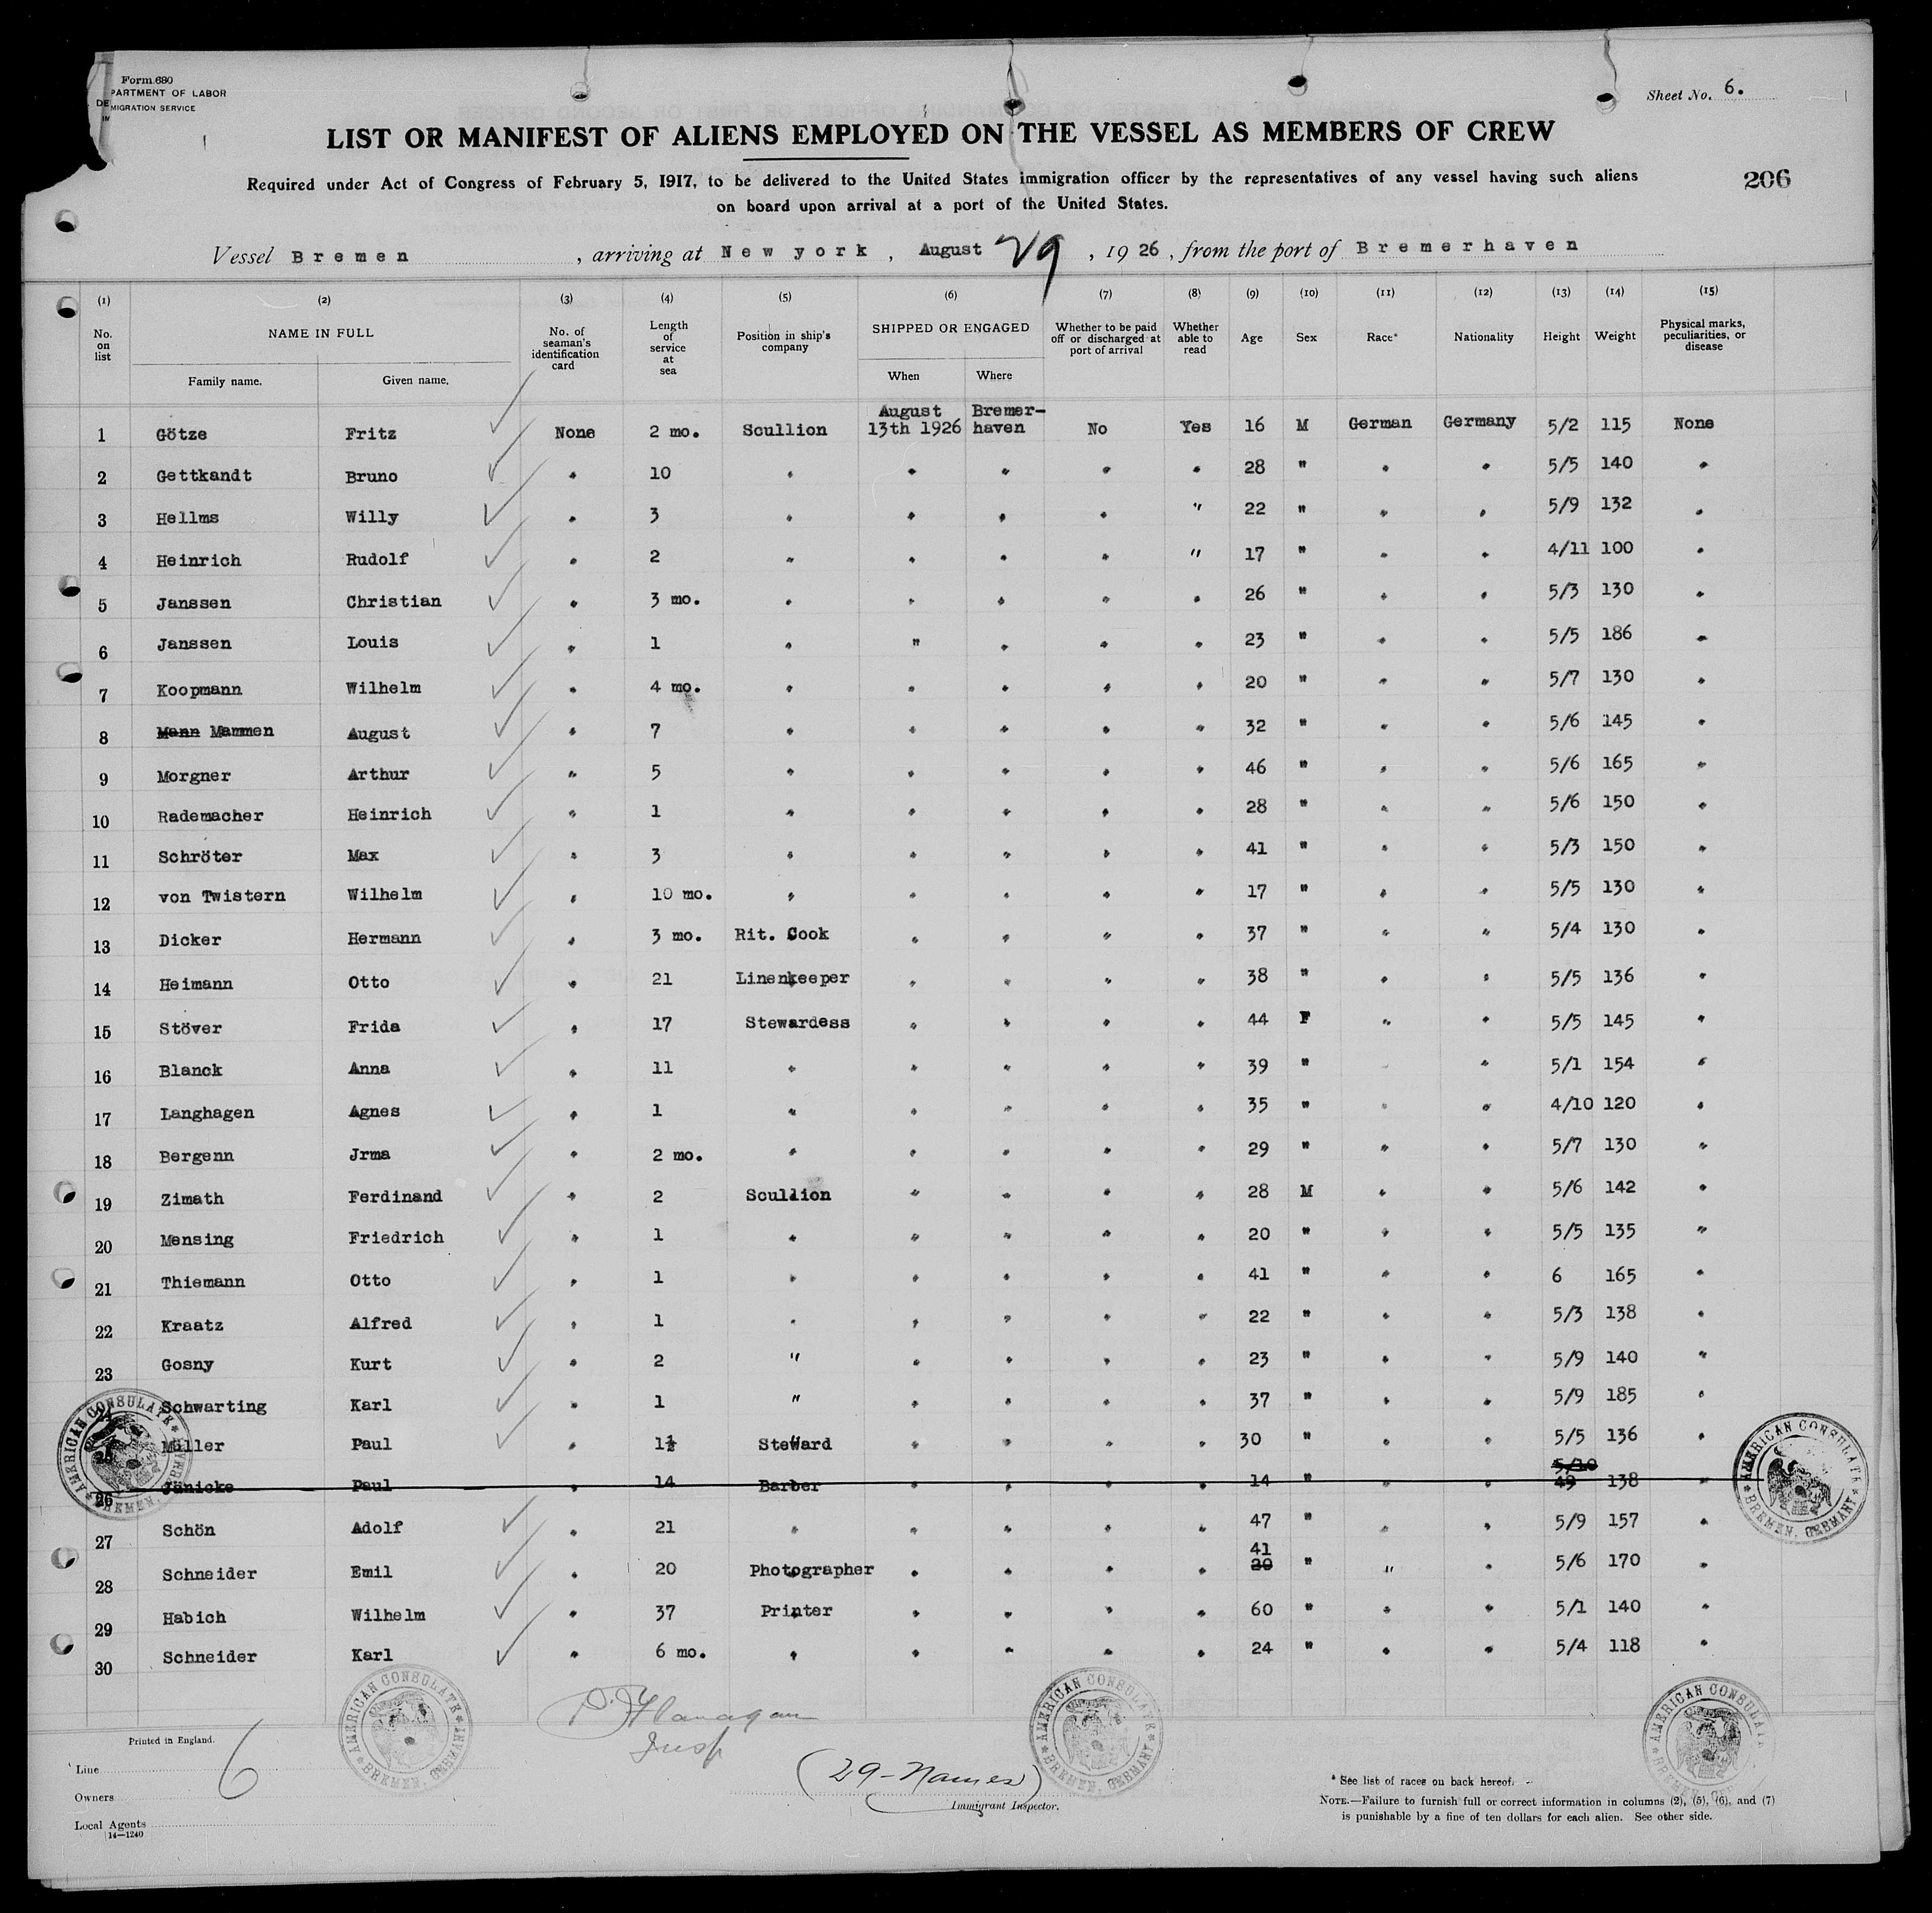 Form 680
DEPARTMENT OF LABOR
IMMIGRATION SERVICE
Sheet No. 6.
LIST OR MANIFEST OF ALIENS EMPLOYED ON THE VESSEL AS MEMBERS OF CREW
Required under Act of Congress of February 5, 1917, to be delivered to the United States immigration officer by the representatives of any vessel having such aliens
on board upon arrival at a port of the United States.
206
Vessel Bremen, arriving at New york, August 29, 1926, from the port of Bremerhaven
(1) (2) (3) (4) (5) (6) (7) (8) (9) (10) (11) (12) (13) (14) (15)
No. on list NAME IN FULL Family name. Given name. No. of seaman's identification card Length of service at sea Position in ship's company SHIPPED OR ENGAGED When Where Whether to be paid off or discharged at port of arrival Whether able to read Age Sex Race* Nationality Height Weight Physical marks, peculiarities, or disease
1 Götze Fritz None 2 mo. Scullion August 13th 1926 Bremer-haven No Yes 16 M German Germany 5/2 115 None
2 Gettkandt Bruno " 10 " " " " " 28 " " " 5/5 140 "
3 Hellms Willy " 3 " " " " " 22 " " " 5/9 132 "
4 Heinrich Rudolf " 2 " " " " " 17 " " " 4/11 100 "
5 Janssen Christian " 3 mo. " " " " " 26 " " " 5/3 130 "
6 Janssen Louis " 1 " " " " " 23 " " " 5/5 186 "
7 Koopmann Wilhelm " 4 mo. " " " " " 20 " " " 5/7 130 "
8 Mann Mammen August " 7 " " " " " 32 " " " 5/6 145 "
9 Morgner Arthur " 5 " " " " " 46 " " " 5/6 165 "
10 Rademacher Heinrich " 1 " " " " " 28 " " " 5/6 150 "
11 Schröter Max " 3 " " " " " 41 " " " 5/3 150 "
12 von Twistern Wilhelm " 10 mo. " " " " " 17 " " " 5/5 130 "
13 Dicker Hermann " 3 mo. Rit. Cook " " " " 37 " " " 5/4 130 "
14 Heimann Otto " 21 Linenkeeper " " " " 38 " " " 5/5 136 "
15 Stöver Frida " 17 Stewardess " " " " 44 F " " 5/5 145 "
16 Blanck Anna " 11 " " " " " 39 " " " 5/1 154 "
17 Langhagen Agnes " 1 " " " " " 35 " " " 4/10 120 "
18 Bergenn Jrma " 2 mo. " " " " " 29 " " " 5/7 130 "
19 Zimath Ferdinand " 2 Scullion " " " " 28 M " " 5/6 142 "
20 Mensing Friedrich " 1 " " " " " 20 " " " 5/5 135 "
21 Thiemann Otto " 1 " " " " " 41 " " " 6 165 "
22 Kraatz Alfred " 1 " " " " " 22 " " " 5/3 138 "
23 Gosny Kurt " 2 " " " " " 23 " " " 5/9 140 "
24 Schwarting Karl " 1 " " " " " 37 " " " 5/9 185 "
25 Müller Paul " 1½ Steward " " " " 30 " " " 5/5 136 "
26 Jänicke Paul " 14 Barber " " " " 14 " " " 5/10 49 138 "
27 Schön Adolf " 21 " " " " " 47 " " " 5/9 157 "
28 Schneider Emil " 20 Photographer " " " " 41 39 " " " 5/6 170 "
29 Habich Wilhelm " 37 Printer " " " " 60 " " " 5/1 140 "
30 Schneider Karl " 6 mo. " " " " " 24 " " " 5/4 118 "
AMERICAN CONSULATE BREMEN, GERMANY
AMERICAN CONSULATE BREMEN, GERMANY
AMERICAN CONSULATE BREMEN, GERMANY
AMERICAN CONSULATE BREMEN, GERMANY
AMERICAN CONSULATE BREMEN
Flanagan
Insp
Printed in England.
6
(29-Names)
Immigrant Inspector.
Line
Owners
Local Agents
14—1240
* See list of races on back hereof.
NOTE.—Failure to furnish full or correct information in columns (2), (5), (6), and (7)
is punishable by a fine of ten dollars for each alien. See other side.